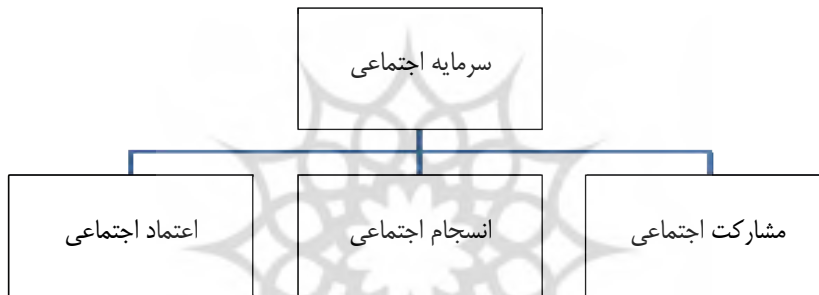 سرمایه اجتماعی
مشارکت اجتماعی
انسجام اجتماعی
اعتماد اجتماعی